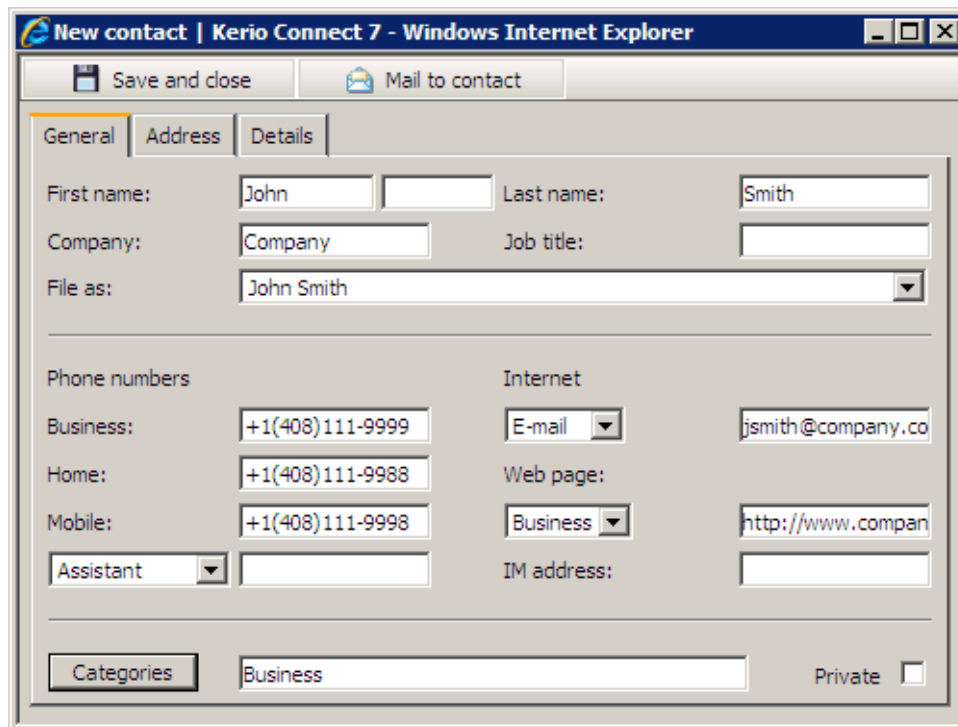 New contact | Kerio Connect 7 - Windows Internet Explorer
Save and close Mail to contact
General Address Details
First name: John Last name: Smith
Company: Company Job title:
File as: John Smith
Phone numbers Internet
Business: +1(408)111-9999 E-mail jsmith@company.co
Home: +1(408)111-9988 Web page:
Mobile: +1(408)111-9998 Business http://www.compan
Assistant IM address:
Categories Business Private